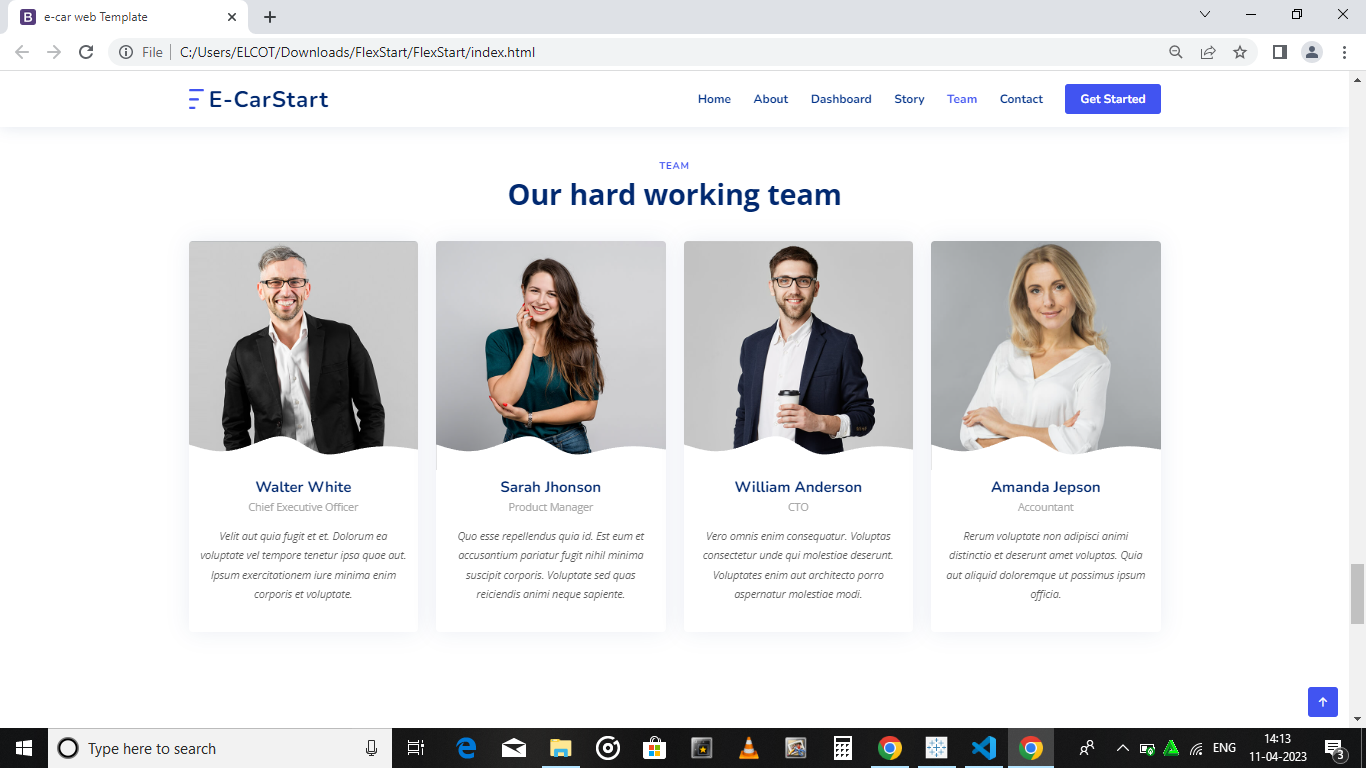 e-car web Template
File
C:/Users/ELCOT/Downloads/FlexStart/FlexStart/index.html
E-CarStart
Home About Dashboard Story Team Contact Get Started
TEAM
Our hard working team
Walter White
Chief Executive Officer
Velit aut quia fugit et et. Dolorum ea
voluptate vel tempore tenetur ipsa quae aut.
Ipsum exercitationem iure minima enim
corporis et voluptate.
Sarah Jhonson
Product Manager
Quo esse repellendus quia id. Est eum et
accusantium pariatur fugit nihil minima
suscipit corporis. Voluptate sed quas
reiciendis animi neque sapiente.
William Anderson
CTO
Vero omnis enim consequatur. Voluptas
consectetur unde qui molestiae deserunt.
Voluptates enim aut architecto porro
aspernatur molestiae modi.
Amanda Jepson
Accountant
Rerum voluptate non adipisci animi
distinctio et deserunt amet voluptas. Quia
aut aliquid doloremque ut possimus ipsum
officia.
Type here to search
ENG
14:13
11-04-2023
3